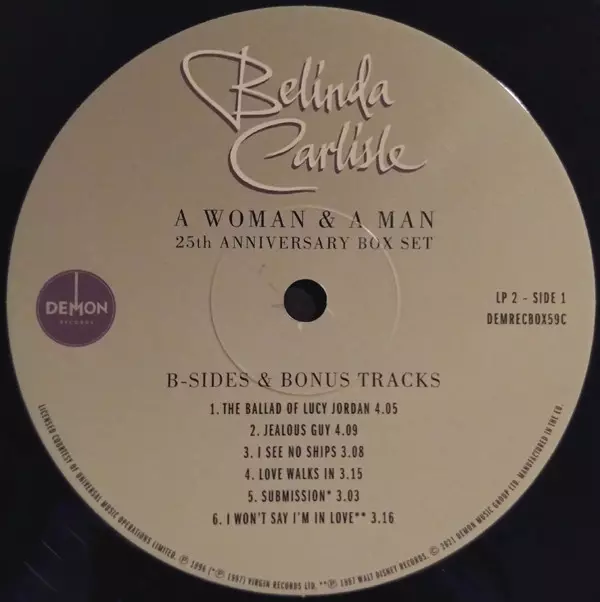 Belinda
Carlisle
A WOMAN & A MAN
25th ANNIVERSARY BOX SET
DEMON
RECORDS
LP 2 - SIDE 1
DEMRECBOX59C
B-SIDES & BONUS TRACKS
1. THE BALLAD OF LUCY JORDAN 4.05
2. JEALOUS GUY 4.09
3. I SEE NO SHIPS 3.08
4. LOVE WALKS IN 3.15
5. SUBMISSION* 3.03
6. I WON'T SAY I'M IN LOVE** 3.16
LICENSED COURTESY OF UNIVERSAL MUSIC OPERATIONS LIMITED. ℗ 1996 (*℗ 1997) VIRGIN RECORDS LTD. **℗ 1997 WALT DISNEY RECORDS. © 2021 DEMON MUSIC GROUP LTD. MANUFACTURED IN THE EU.